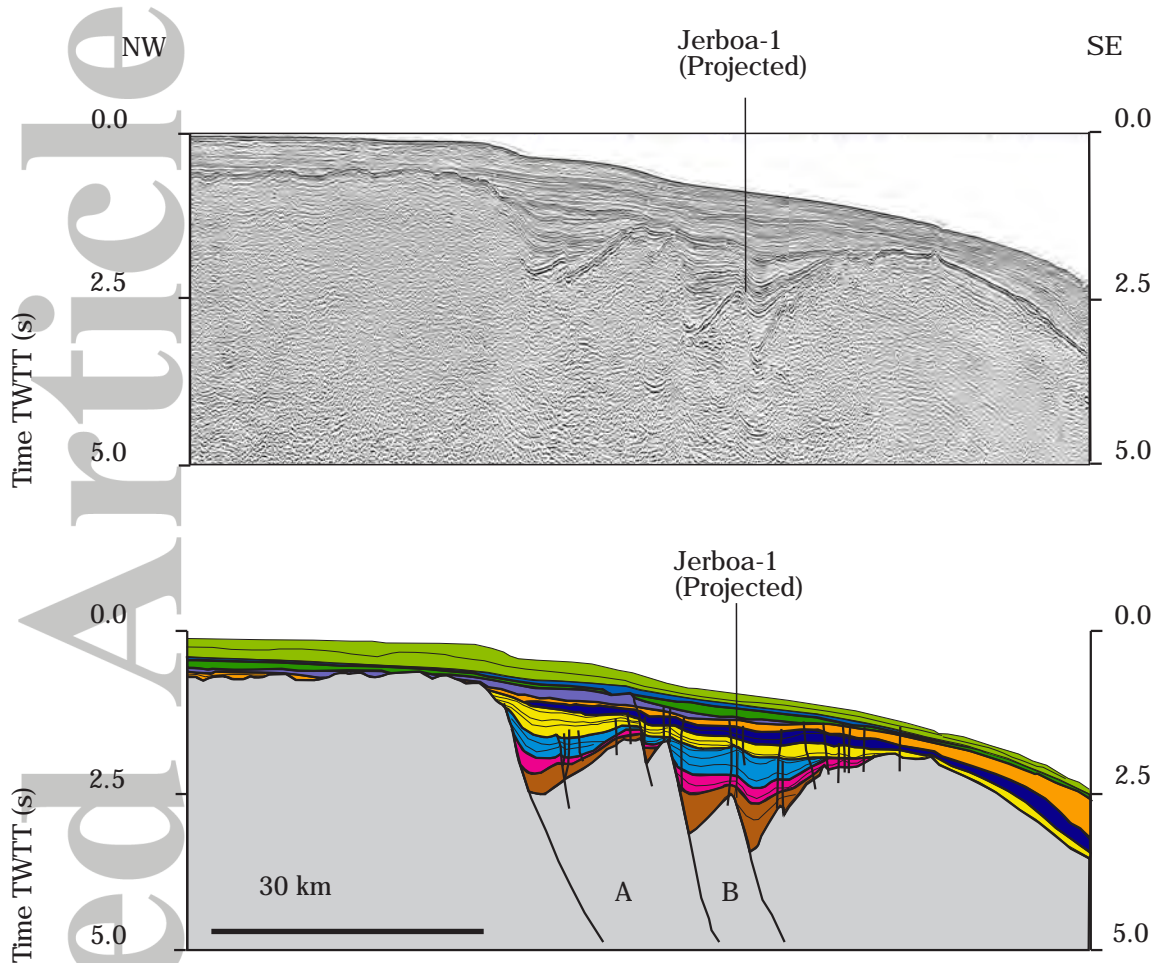 ed Article
NW
Jerboa-1
(Projected)
SE
0.0
0.0
2.5
2.5
Time TWTT (s)
5.0
5.0
Jerboa-1
(Projected)
0.0
0.0
2.5
2.5
Time TWTT (s)
30 km
A
B
5.0
5.0